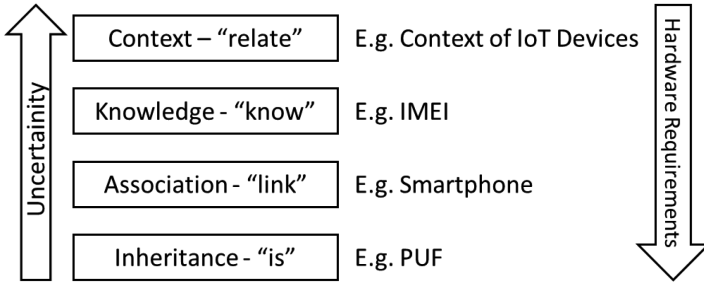 Context – “relate” E.g. Context of IoT Devices
Knowledge - “know” E.g. IMEI
Association - “link” E.g. Smartphone
Inheritance - “is” E.g. PUF
Uncertainity
Hardware Requirements